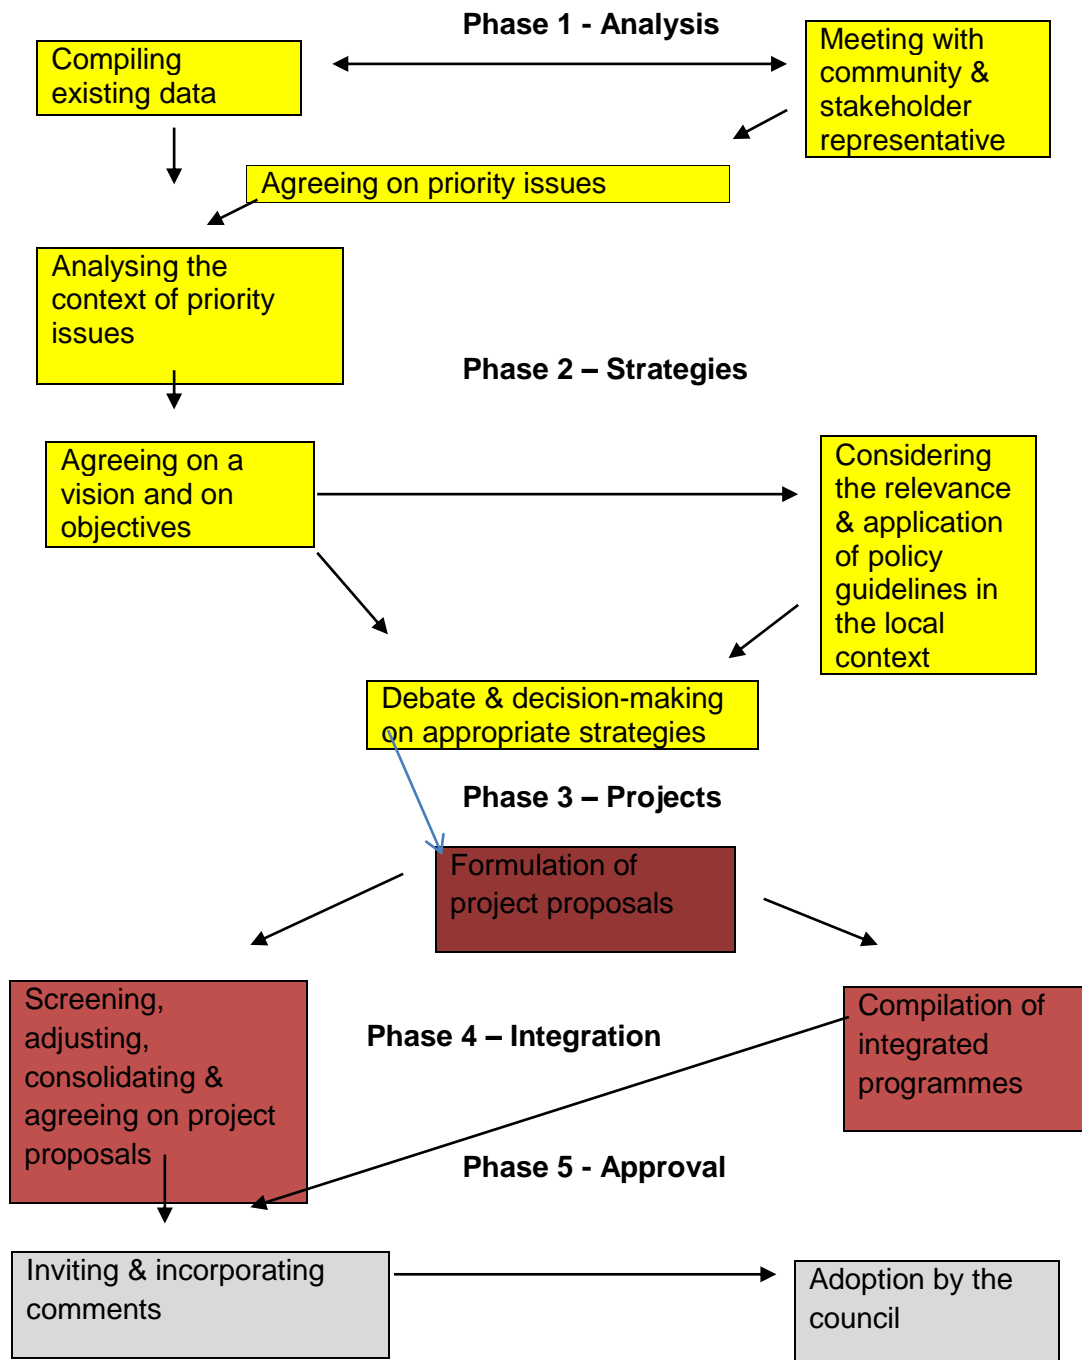 Phase 1 - Analysis
Compiling
existing data
Meeting with
community &
stakeholder
representative
Agreeing on priority issues
Analysing the
context of priority
issues
Phase 2 – Strategies
Agreeing on a
vision and on
objectives
Considering
the relevance
& application
of policy
guidelines in
the local
context
Debate & decision-making
on appropriate strategies
Phase 3 – Projects
Formulation of
project proposals
Screening,
adjusting,
consolidating &
agreeing on project
proposals
Phase 4 – Integration
Compilation of
integrated
programmes
Phase 5 - Approval
Inviting & incorporating
comments
Adoption by the
council